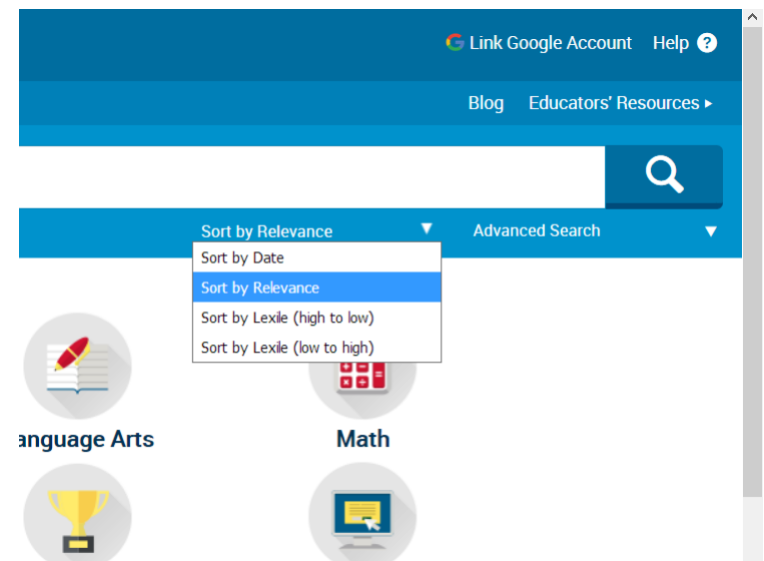 Link Google Account Help ?
Blog Educators' Resources ▸
Sort by Relevance ▼ Advanced Search ▼
Sort by Date
Sort by Relevance
Sort by Lexile (high to low)
Sort by Lexile (low to high)
anguage Arts Math